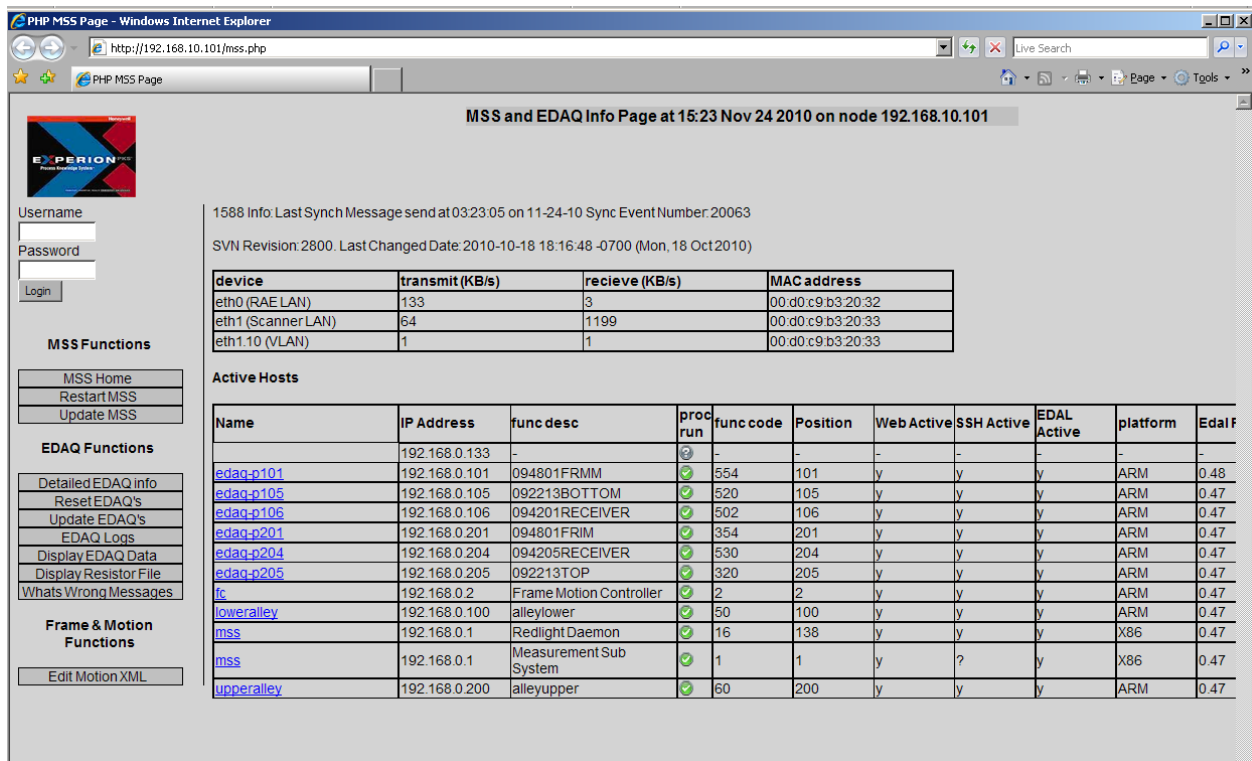 PHP MSS Page - Windows Internet Explorer
http://192.168.10.101/mss.php
Live Search
PHP MSS Page
Page Tools
MSS and EDAQ Info Page at 15:23 Nov 24 2010 on node 192.168.10.101
Honeywell
EXPERION PKS
Process Knowledge System
Username
Password
Login
MSS Functions
MSS Home
Restart MSS
Update MSS
EDAQ Functions
Detailed EDAQ info
Reset EDAQ's
Update EDAQ's
EDAQ Logs
Display EDAQ Data
Display Resistor File
Whats Wrong Messages
Frame & Motion
Functions
Edit Motion XML
1588 Info: Last Synch Message send at 03:23:05 on 11-24-10 Sync Event Number: 20063
SVN Revision: 2800. Last Changed Date: 2010-10-18 18:16:48 -0700 (Mon, 18 Oct 2010)
device transmit (KB/s) recieve (KB/s) MAC address
eth0 (RAE LAN) 133 3 00:d0:c9:b3:20:32
eth1 (Scanner LAN) 64 1199 00:d0:c9:b3:20:33
eth1.10 (VLAN) 1 1 00:d0:c9:b3:20:33
Active Hosts
Name IP Address func desc proc run func code Position Web Active SSH Active EDAL Active platform Edal
192.168.0.133 - ? - - - - - - -
edaq-p101 192.168.0.101 094801FRMM 554 101 y y y ARM 0.48
edaq-p105 192.168.0.105 092213BOTTOM 520 105 y y y ARM 0.47
edaq-p106 192.168.0.106 094201RECEIVER 502 106 y y y ARM 0.47
edaq-p201 192.168.0.201 094801FRIM 354 201 y y y ARM 0.47
edaq-p204 192.168.0.204 094205RECEIVER 530 204 y y y ARM 0.47
edaq-p205 192.168.0.205 092213TOP 320 205 y y y ARM 0.47
fc 192.168.0.2 Frame Motion Controller 2 2 y y y ARM 0.47
loweralley 192.168.0.100 alleylower 50 100 y y y ARM 0.47
mss 192.168.0.1 Redlight Daemon 16 138 y y y X86 0.47
mss 192.168.0.1 Measurement Sub System 1 1 y ? y X86 0.47
upperalley 192.168.0.200 alleyupper 60 200 y y y ARM 0.47